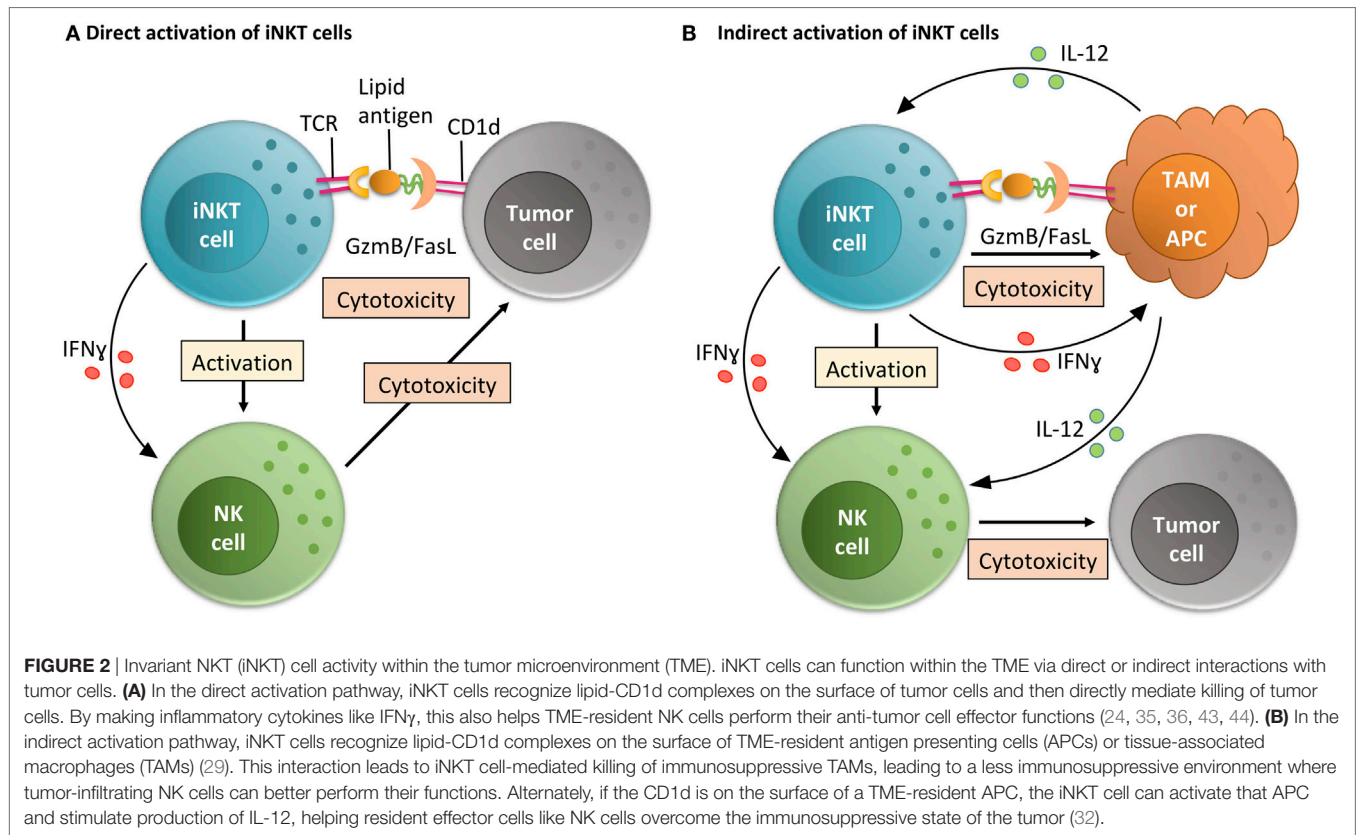 A Direct activation of iNKT cells
Lipid
antigen
TCR
CD1d
iNKT
cell
Tumor
cell
GzmB/FasL
Cytotoxicity
IFNɣ
Activation
Cytotoxicity
NK
cell
B Indirect activation of iNKT cells
IL-12
iNKT
cell
TAM
or
APC
GzmB/FasL
Cytotoxicity
IFNɣ
Activation
IFNɣ
IL-12
NK
cell
Cytotoxicity
Tumor
cell
FIGURE 2 | Invariant NKT (iNKT) cell activity within the tumor microenvironment (TME). iNKT cells can function within the TME via direct or indirect interactions with
tumor cells. (A) In the direct activation pathway, iNKT cells recognize lipid-CD1d complexes on the surface of tumor cells and then directly mediate killing of tumor
cells. By making inflammatory cytokines like IFNγ, this also helps TME-resident NK cells perform their anti-tumor cell effector functions (24, 35, 36, 43, 44). (B) In the
indirect activation pathway, iNKT cells recognize lipid-CD1d complexes on the surface of TME-resident antigen presenting cells (APCs) or tissue-associated
macrophages (TAMs) (29). This interaction leads to iNKT cell-mediated killing of immunosuppressive TAMs, leading to a less immunosuppressive environment where
tumor-infiltrating NK cells can better perform their functions. Alternately, if the CD1d is on the surface of a TME-resident APC, the iNKT cell can activate that APC
and stimulate production of IL-12, helping resident effector cells like NK cells overcome the immunosuppressive state of the tumor (32).